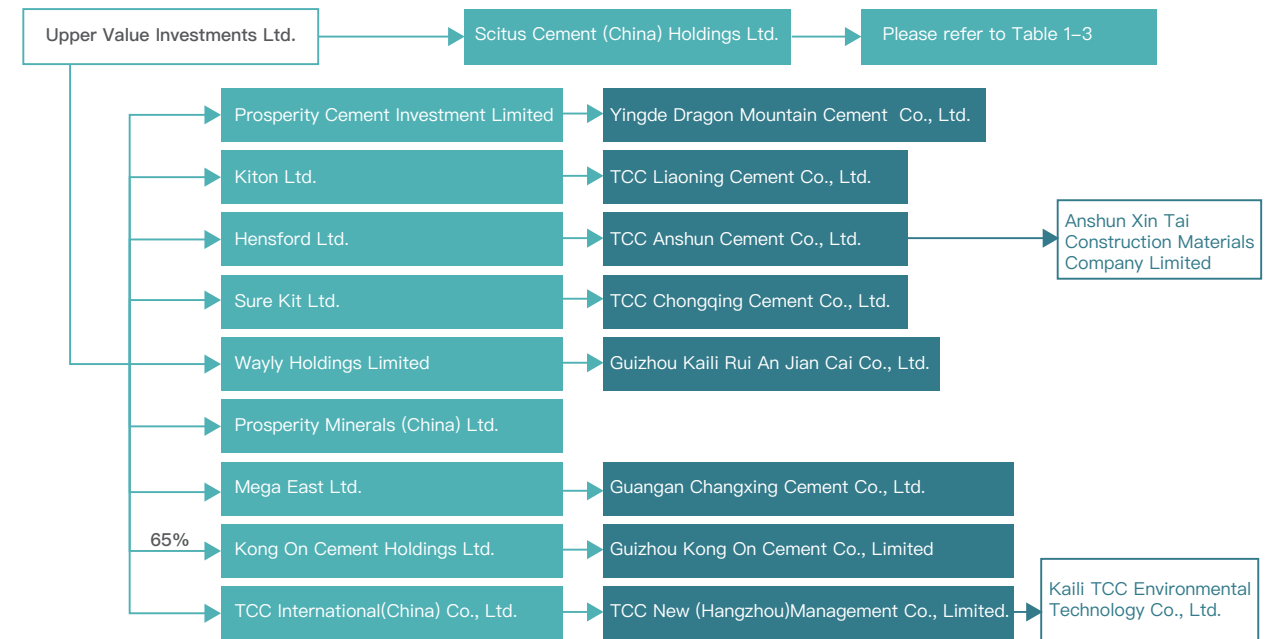 Upper Value Investments Ltd.
Scitus Cement (China) Holdings Ltd.
Please refer to Table 1–3
Prosperity Cement Investment Limited
Yingde Dragon Mountain Cement Co., Ltd.
Kiton Ltd.
TCC Liaoning Cement Co., Ltd.
Hensford Ltd.
TCC Anshun Cement Co., Ltd.
Anshun Xin Tai
Construction Materials
Company Limited
Sure Kit Ltd.
TCC Chongqing Cement Co., Ltd.
Wayly Holdings Limited
Guizhou Kaili Rui An Jian Cai Co., Ltd.
Prosperity Minerals (China) Ltd.
Mega East Ltd.
Guangan Changxing Cement Co., Ltd.
65%
Kong On Cement Holdings Ltd.
Guizhou Kong On Cement Co., Limited
TCC International(China) Co., Ltd.
TCC New (Hangzhou)Management Co., Limited.
Kaili TCC Environmental
Technology Co., Ltd.